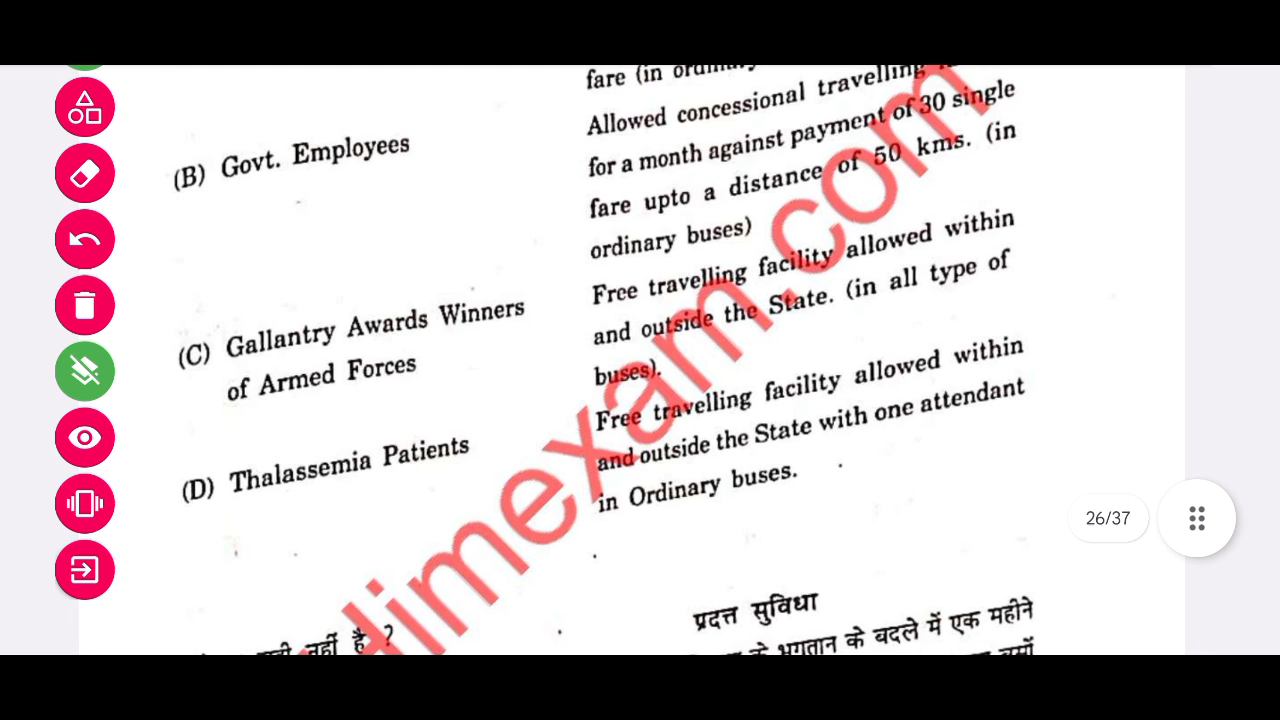 fare (in
Allowed concessional travelling
(B) Govt. Employees
for a month against payment of 30 single
fare upto a distance of 50 kms. (in
ordinary buses)
(C) Gallantry Awards Winners
of Armed Forces
Free travelling facility allowed within
and outside the State. (in all type of
buses).
(D) Thalassemia Patients
Free travelling facility allowed within
and outside the State with one attendant
in Ordinary buses.
नहीं है ?
प्रदत्त सुविधा
के भुगतान के बदले में एक महीने
dimexam.com
26/37